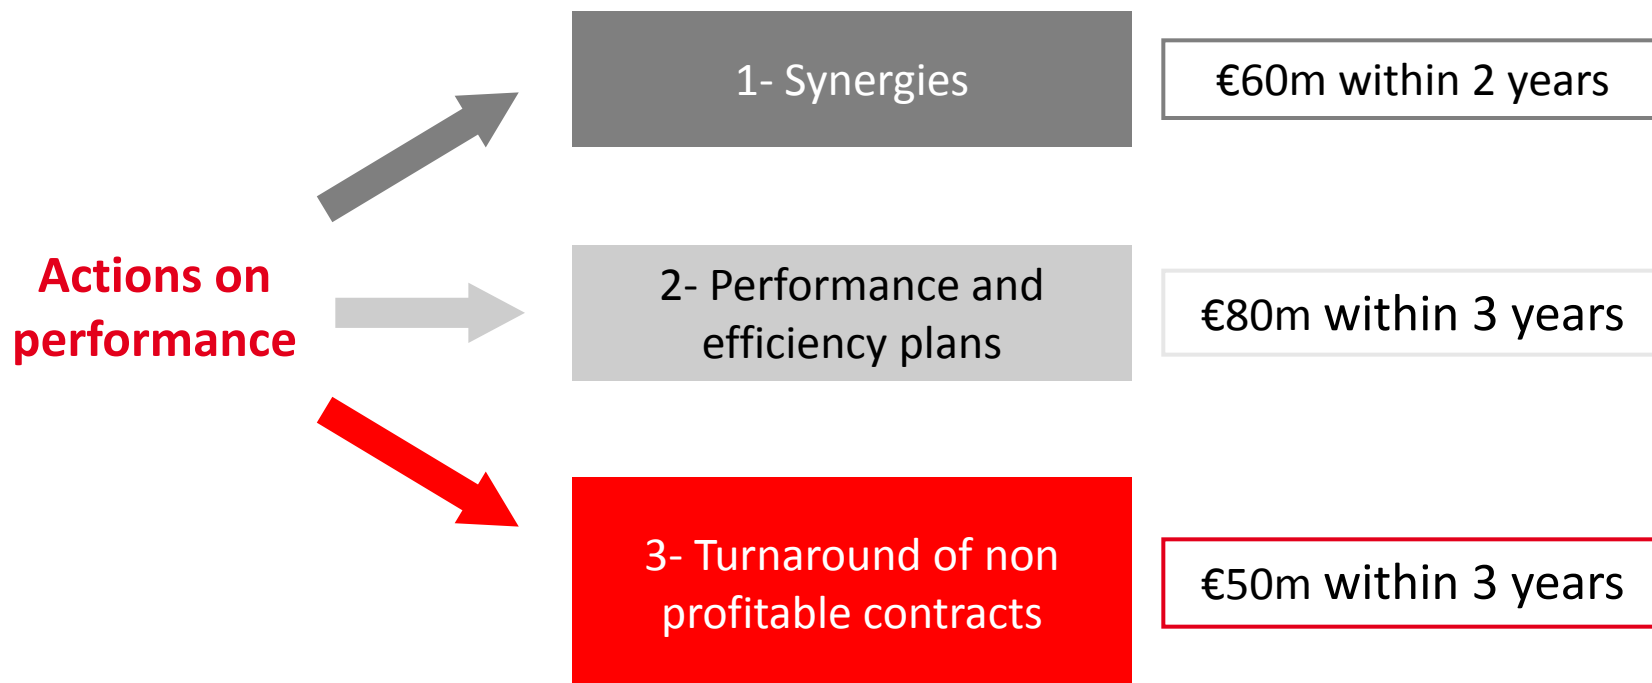 1- Synergies
€60m within 2 years
Actions on
performance
2- Performance and
efficiency plans
€80m within 3 years
3- Turnaround of non
profitable contracts
€50m within 3 years